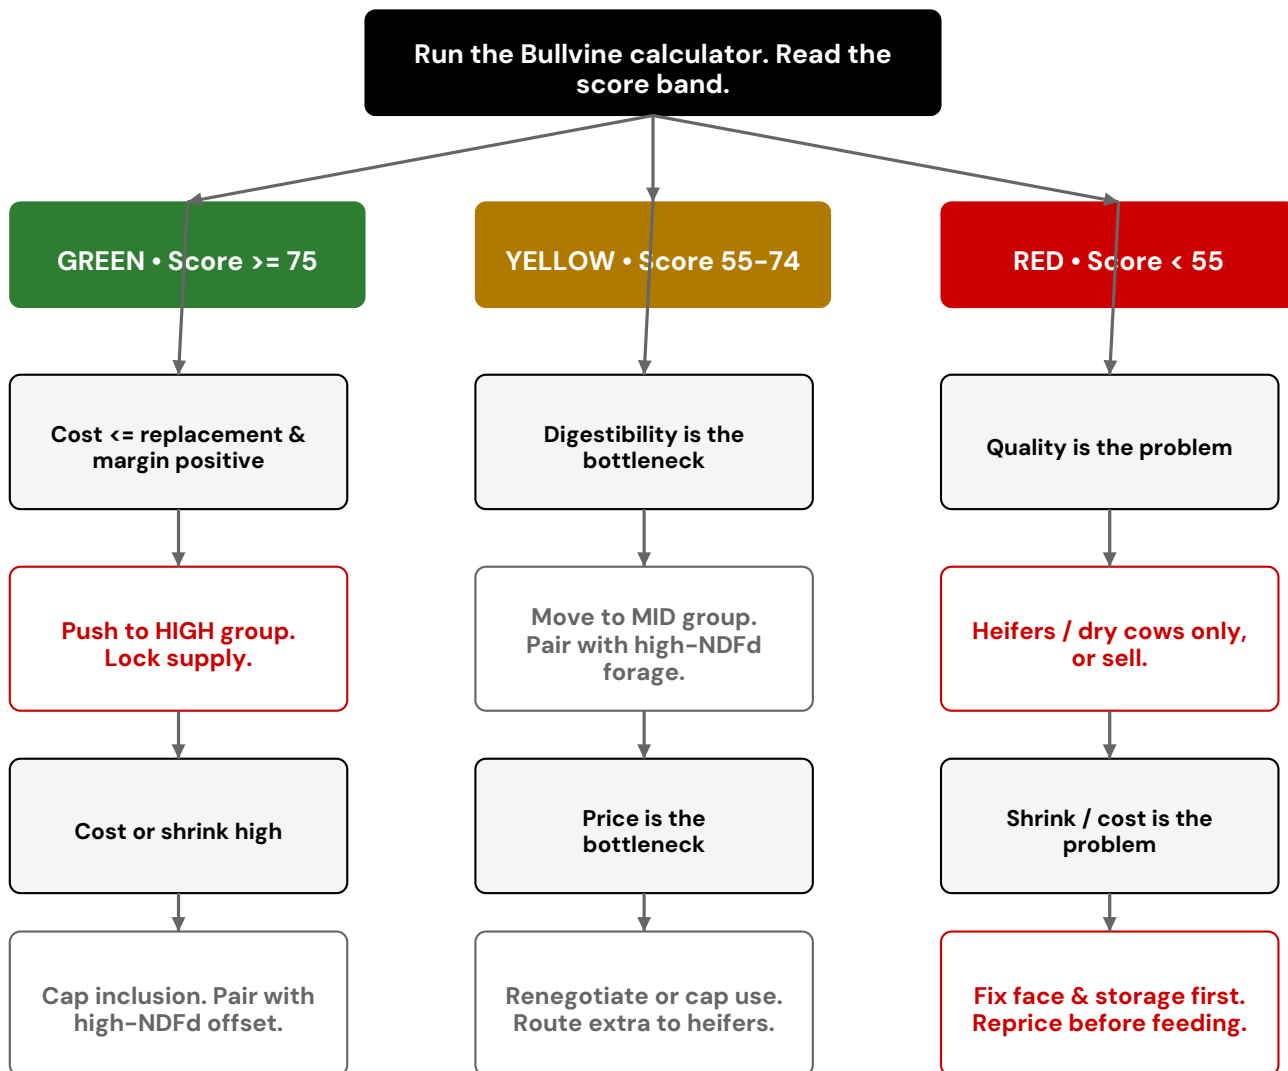 Run the Bullvine calculator. Read the
score band.
GREEN • Score >= 75
YELLOW • Score 55-74
RED • Score < 55
Cost <= replacement &
margin positive
Digestibility is the
bottleneck
Quality is the problem
Push to HIGH group.
Lock supply.
Move to MID group.
Pair with high-NDFd
forage.
Heifers / dry cows only,
or sell.
Cost or shrink high
Price is the
bottleneck
Shrink / cost is the
problem
Cap inclusion. Pair with
high-NDFd offset.
Renegotiate or cap use.
Route extra to heifers.
Fix face & storage first.
Reprice before feeding.